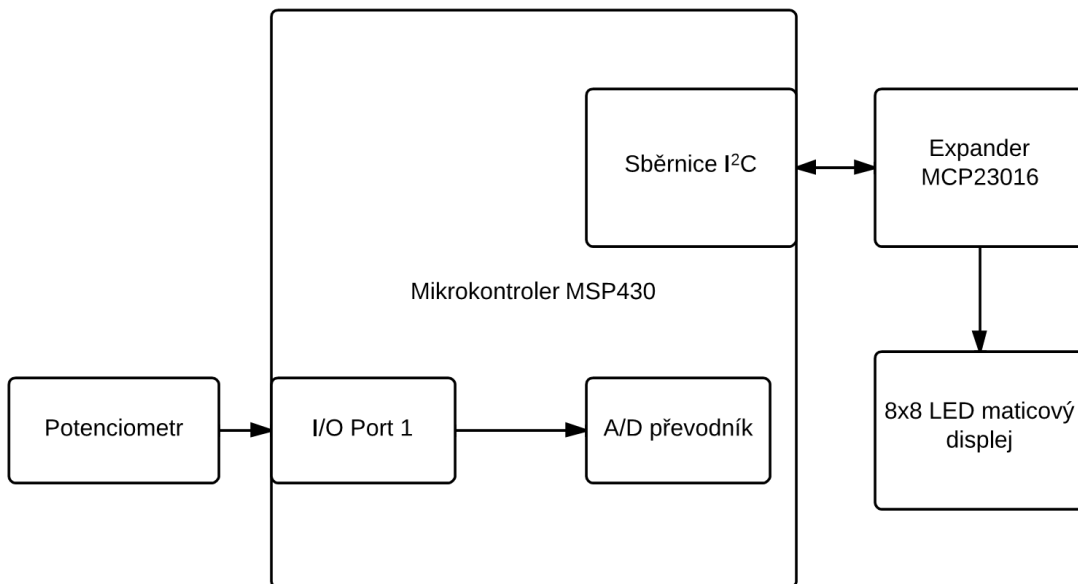 Sběrnice I²C
Expander
MCP23016
Mikrokontroler MSP430
Potenciometr
I/O Port 1
A/D převodník
8x8 LED maticový
displej